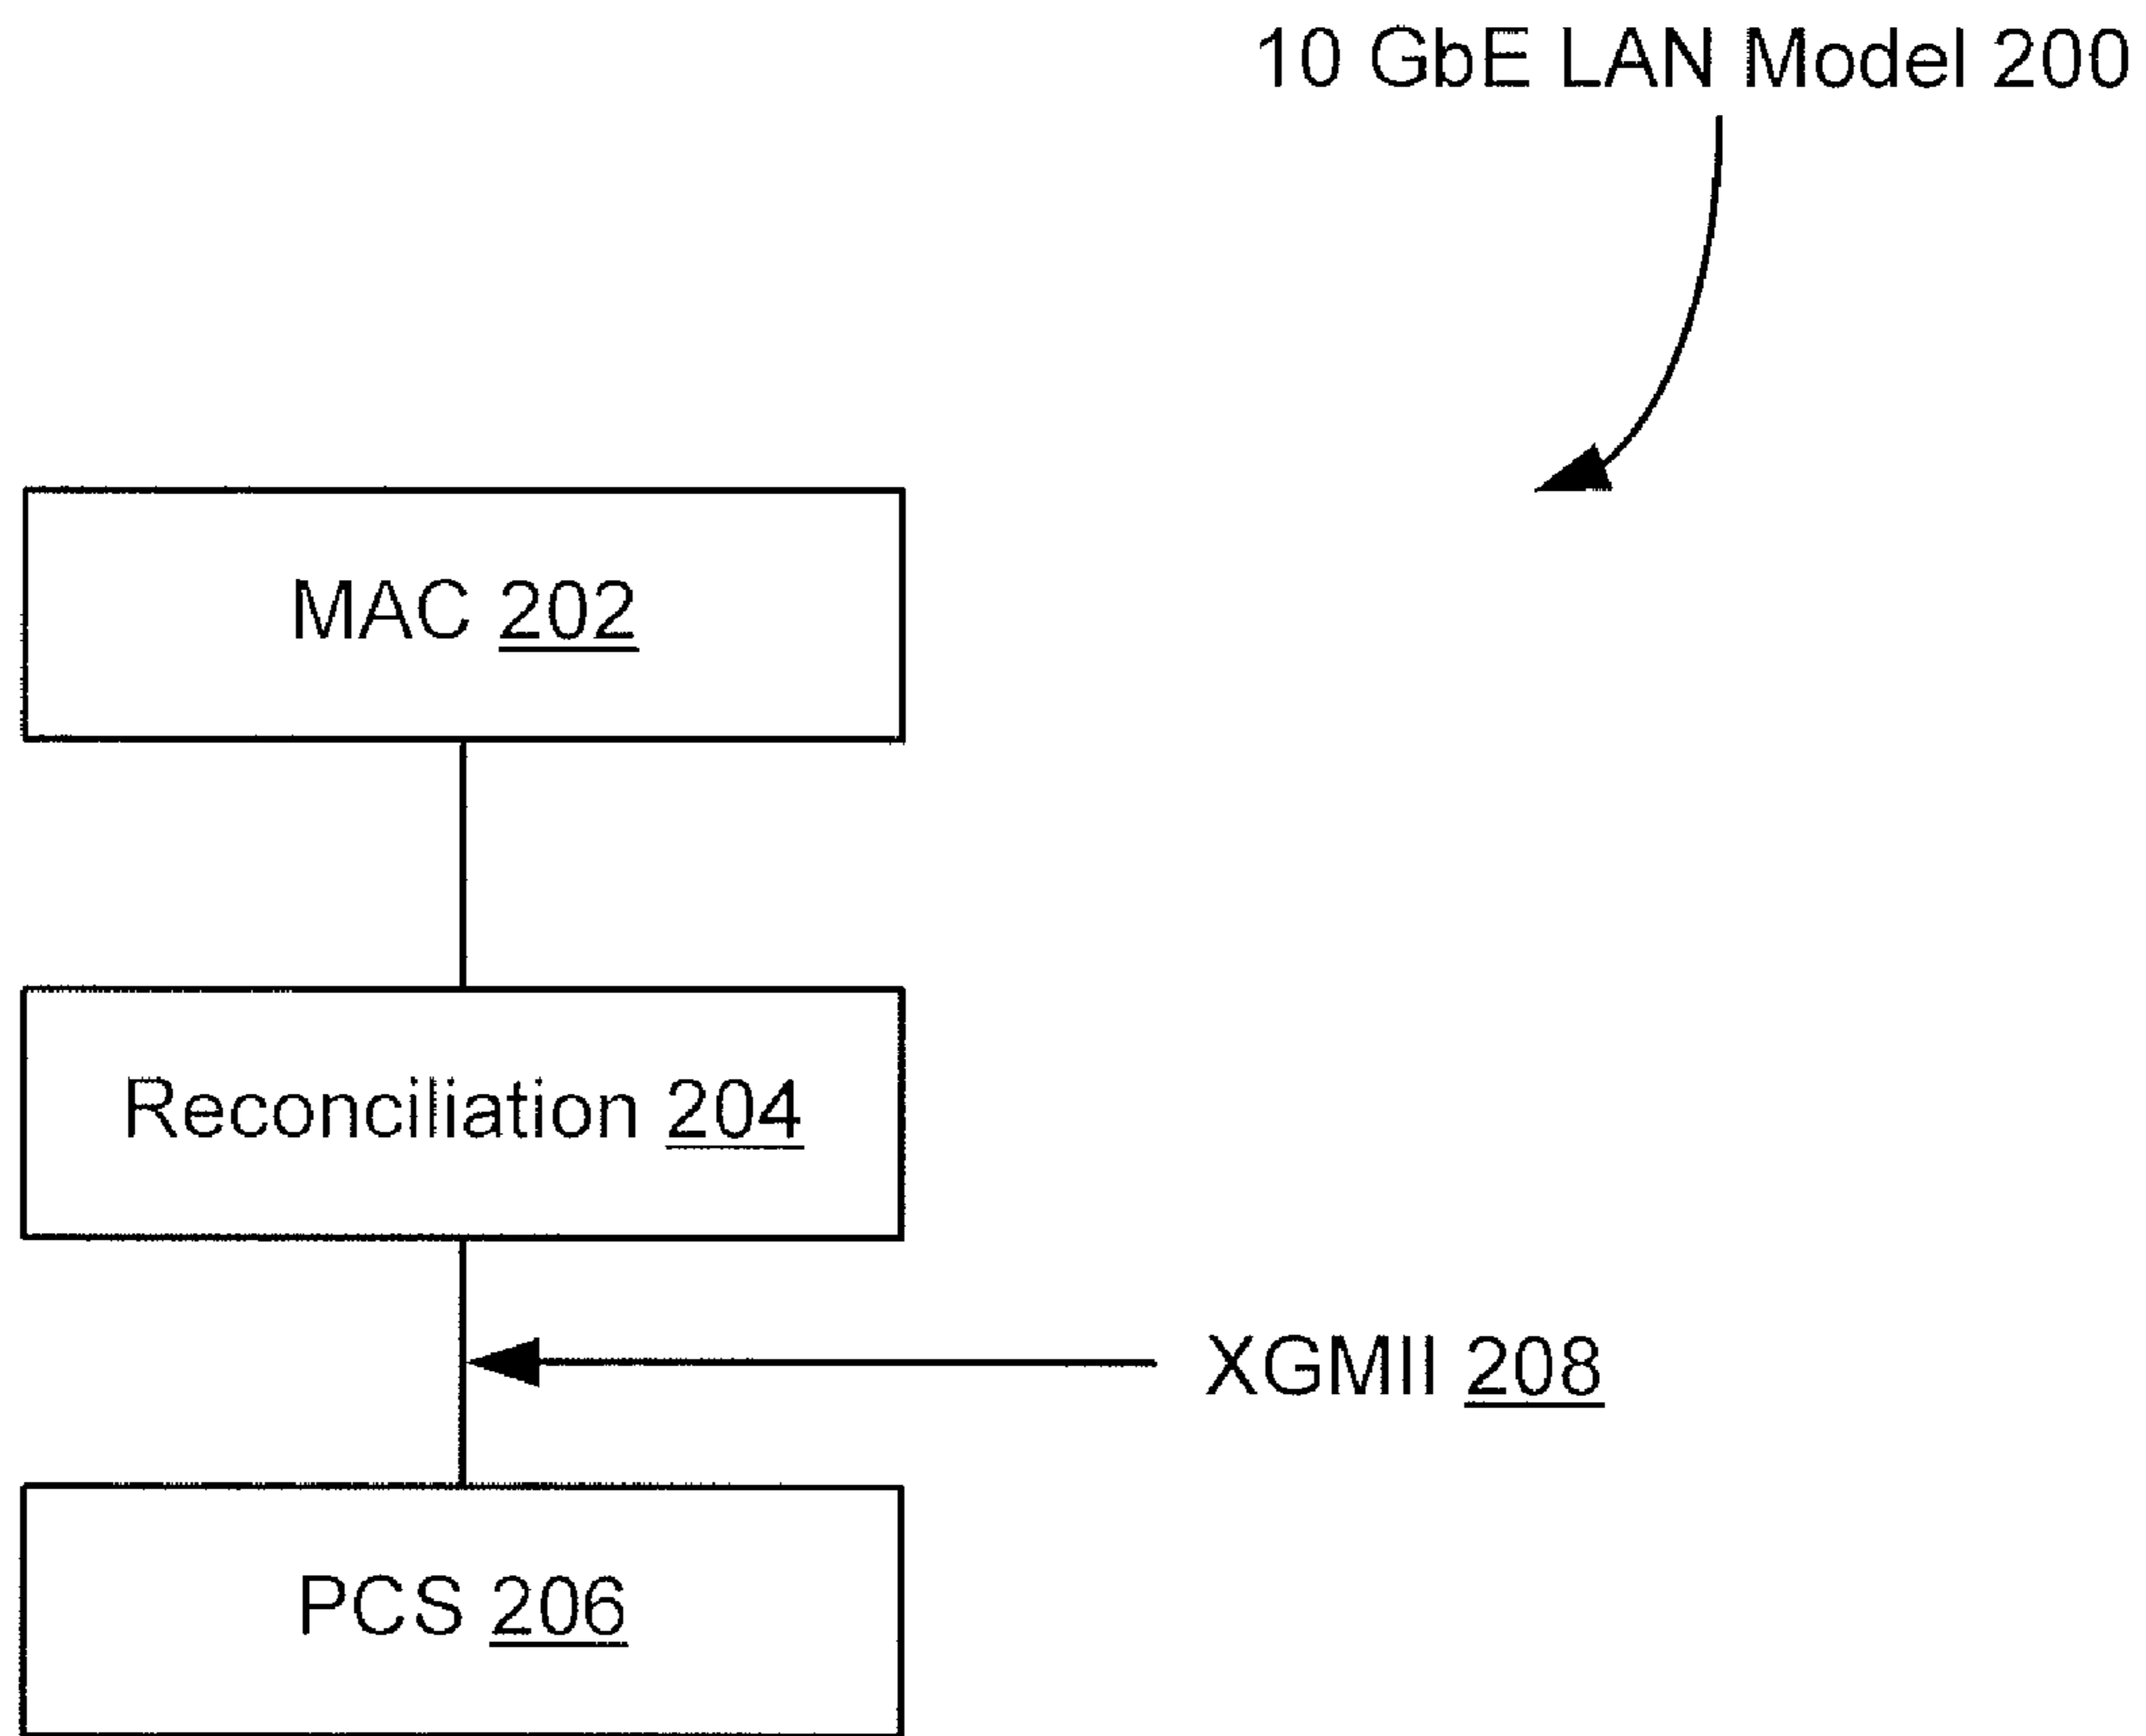 10 GbE LAN Model 200
MAC 202
Reconciliation 204
XGMII 208
PCS 206